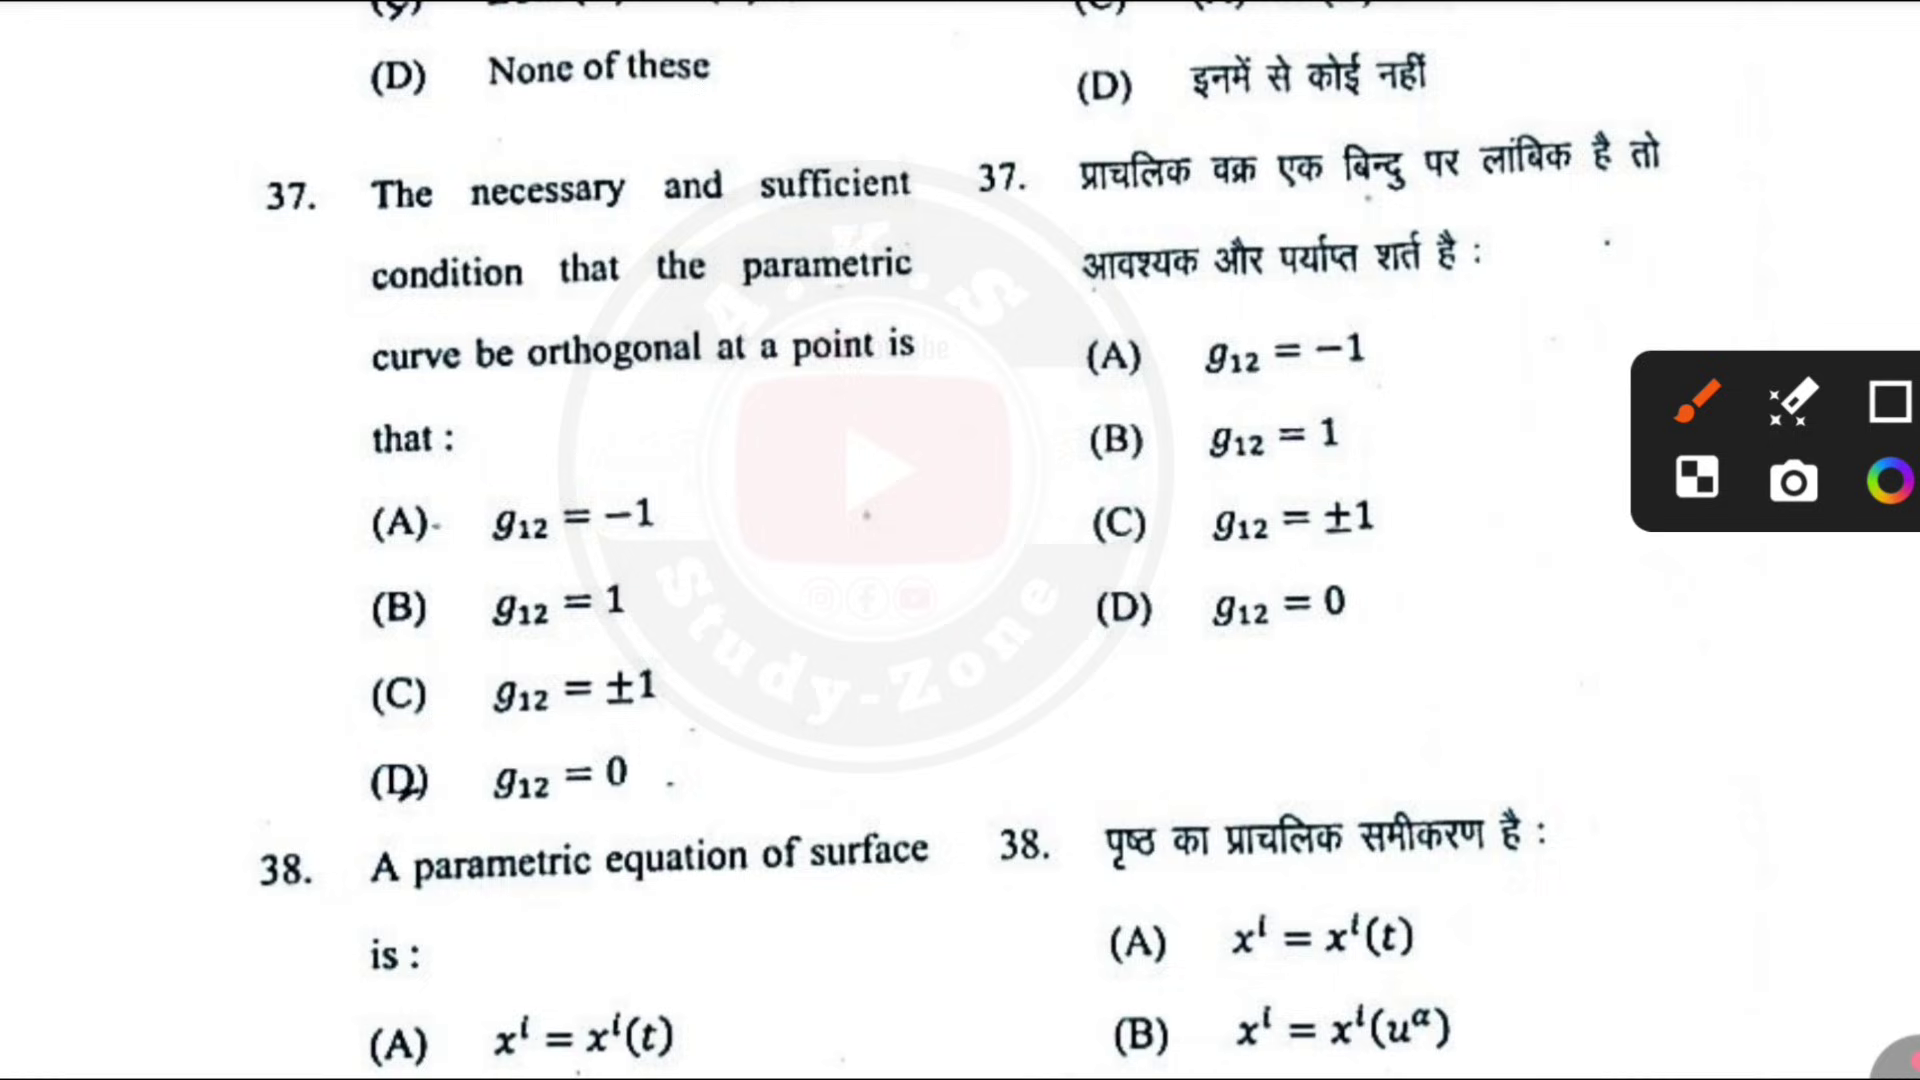 (D) None of these
37. The necessary and sufficient
condition that the parametric
curve be orthogonal at a point is
that :
(A) g₁₂ = −1
(B) g₁₂ = 1
(C) g₁₂ = ±1
(D) g₁₂ = 0
38. A parametric equation of surface
is :
(A) xⁱ = xⁱ(t)
(D) इनमें से कोई नहीं
37. प्राचलिक वक्र एक बिन्दु पर लांबिक है तो
आवश्यक और पर्याप्त शर्त है :
(A) g₁₂ = −1
(B) g₁₂ = 1
(C) g₁₂ = ±1
(D) g₁₂ = 0
38. पृष्ठ का प्राचलिक समीकरण है :
(A) xⁱ = xⁱ(t)
(B) xⁱ = xⁱ(uᵅ)
A.K.S
Study-Zone